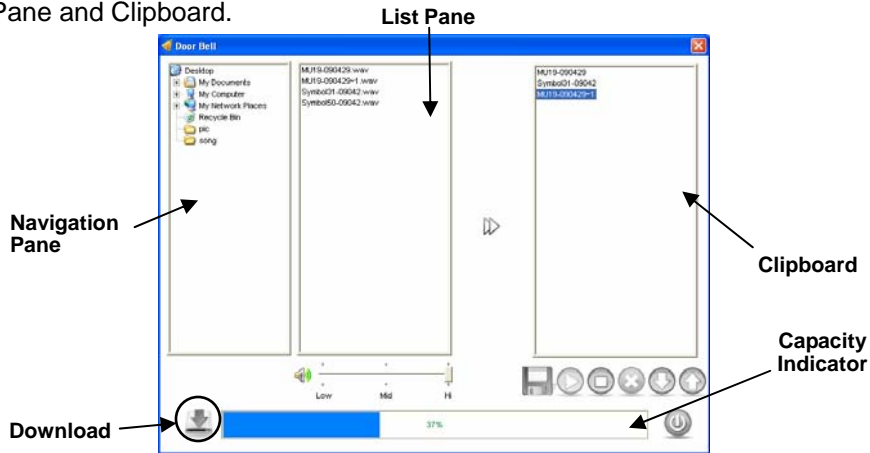 Pane and Clipboard.
List Pane
Door Bell
Desktop
My Documents
My Computer
My Network Places
Recycle Bin
pic
song
MU19-090429.wav
MU19-090429~1.wav
Symbol31-09042.wav
Symbol50-09042.wav
MU19-090429
Symbol31-09042
MU19-090429~1
Navigation
Pane
Clipboard
Capacity
Indicator
Low Mid Hi
Download
37%